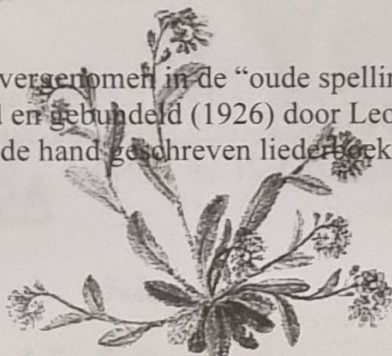 vergenomen in de “oude spellin
en gebundeld (1926) door Leo
de hand geschreven liederboek